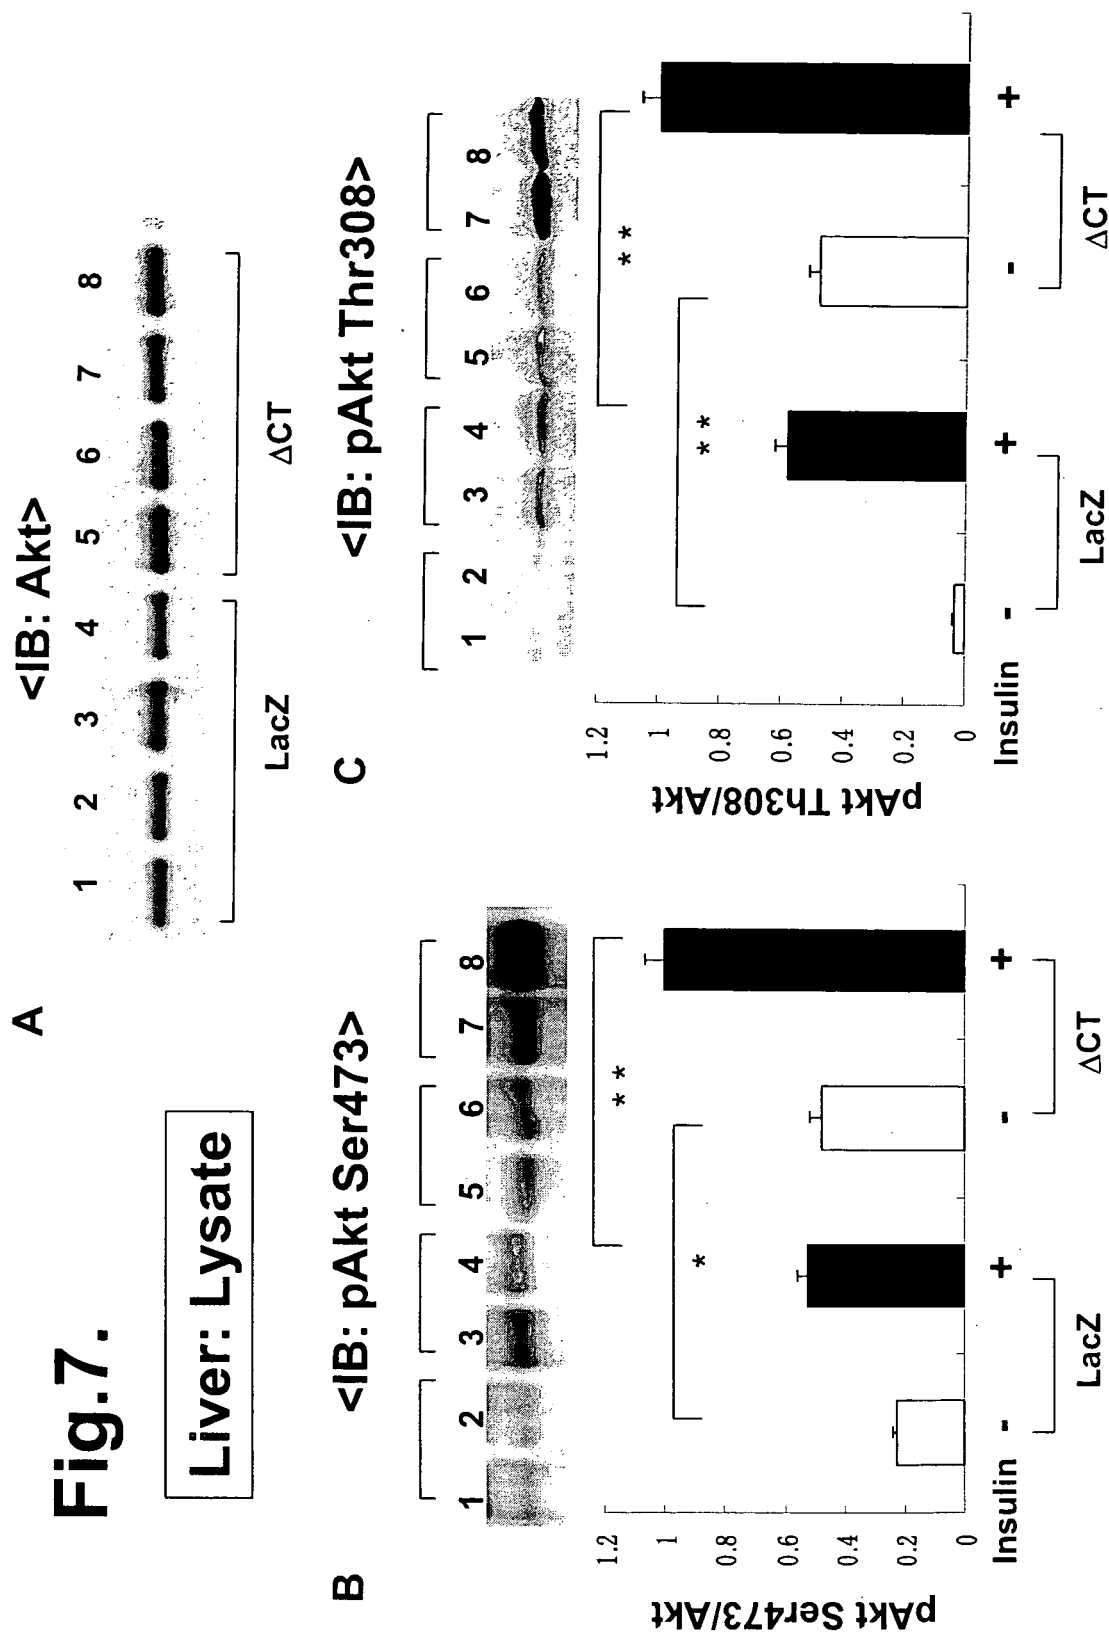 Fig.7.
Liver: Lysate
A
<IB: Akt>
1 2 3 4 5 6 7 8
LacZ ΔCT
B
<IB: pAkt Ser473>
1 2 3 4 5 6 7 8
pAkt Ser473/Akt
1.2
1
0.8
0.6
0.4
0.2
0
*
**
Insulin - + - +
LacZ ΔCT
C
<IB: pAkt Thr308>
1 2 3 4 5 6 7 8
pAkt Th308/Akt
1.2
1
0.8
0.6
0.4
0.2
0
**
**
Insulin - + - +
LacZ ΔCT